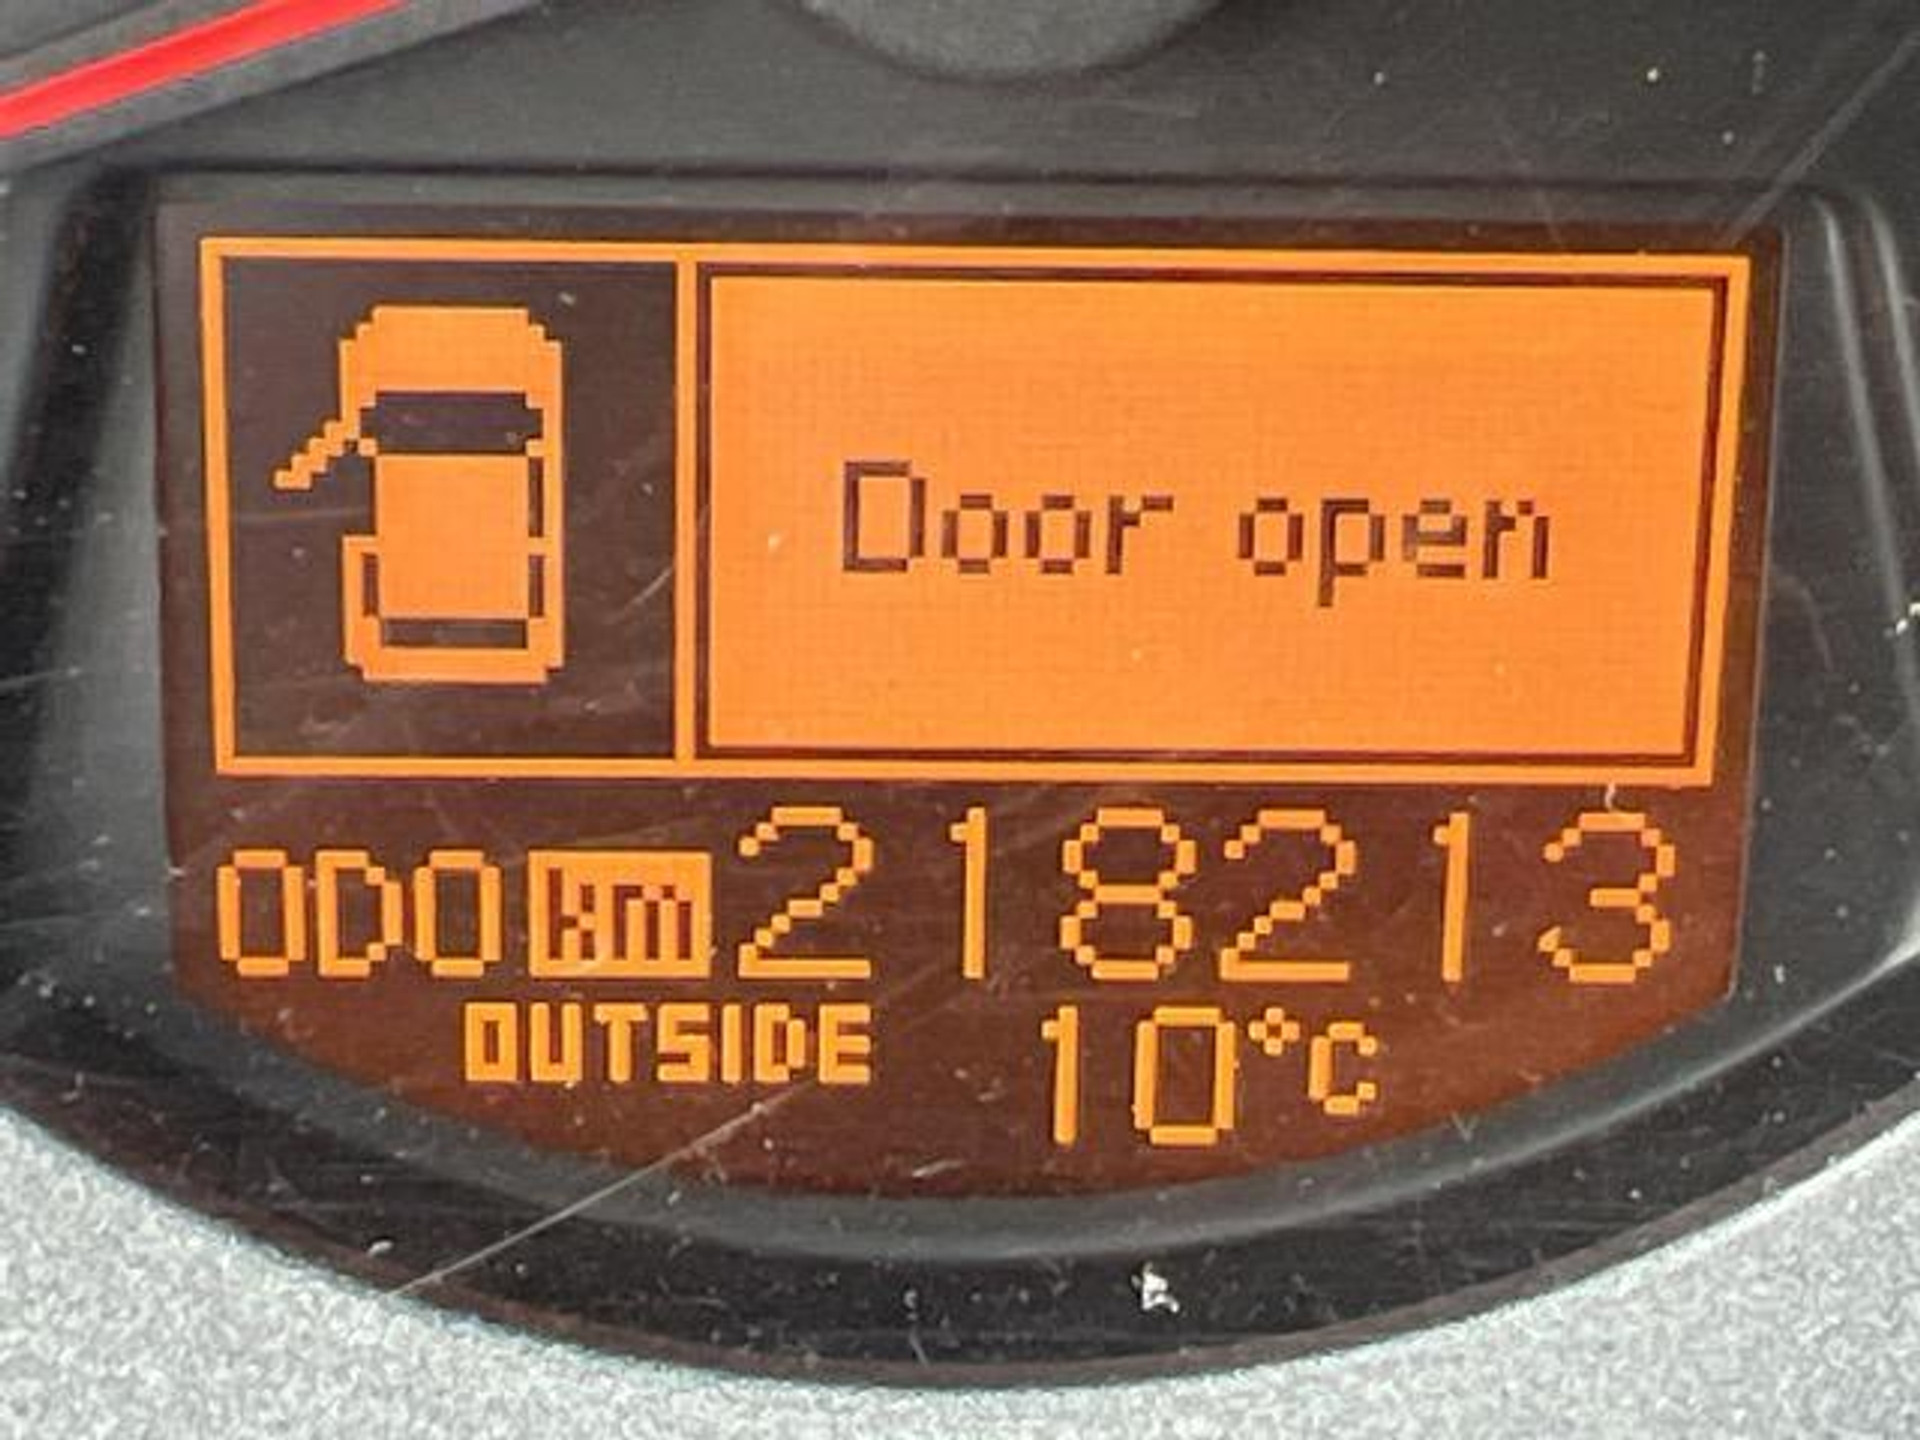 Door open
ODO km 218213
OUTSIDE 10°C